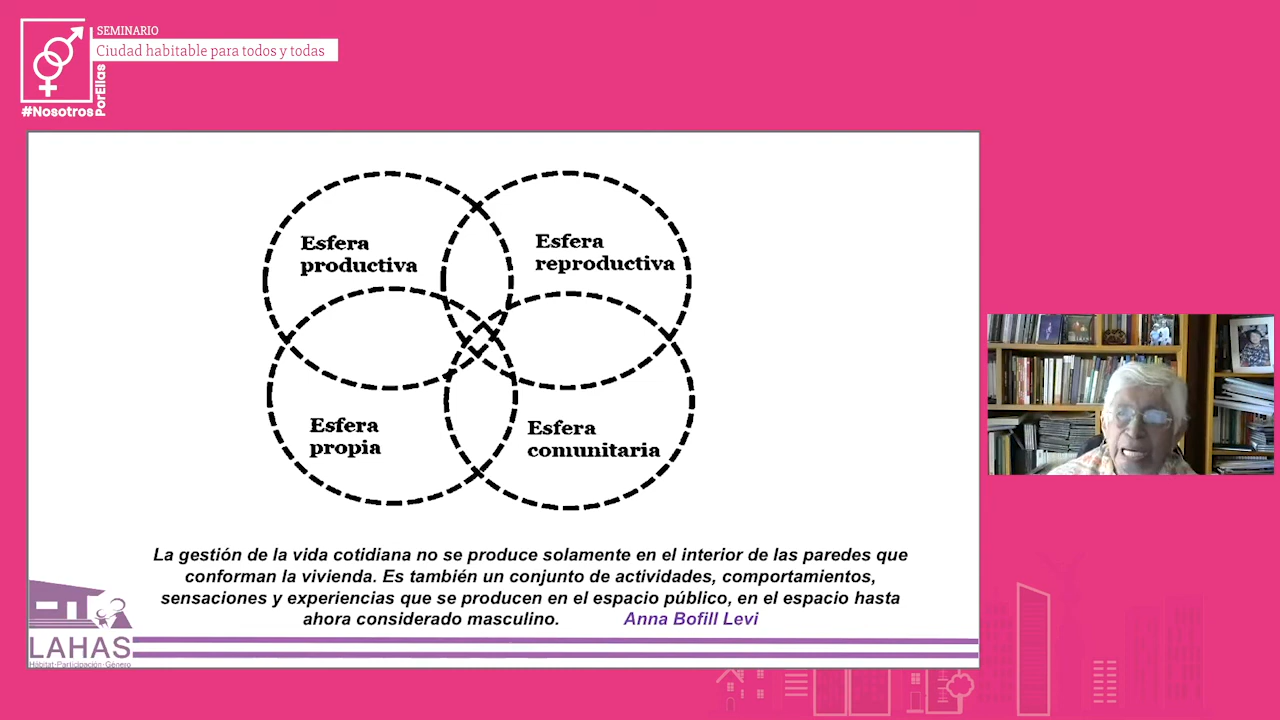 SEMINARIO
Ciudad habitable para todos y todas
#Nosotros
PorEllas
Esfera
productiva
Esfera
reproductiva
Esfera
propia
Esfera
comunitaria
La gestión de la vida cotidiana no se produce solamente en el interior de las paredes que
conforman la vivienda. Es también un conjunto de actividades, comportamientos,
sensaciones y experiencias que se producen en el espacio público, en el espacio hasta
ahora considerado masculino. Anna Bofill Levi
LAHAS
Hábitat·Participación·Género